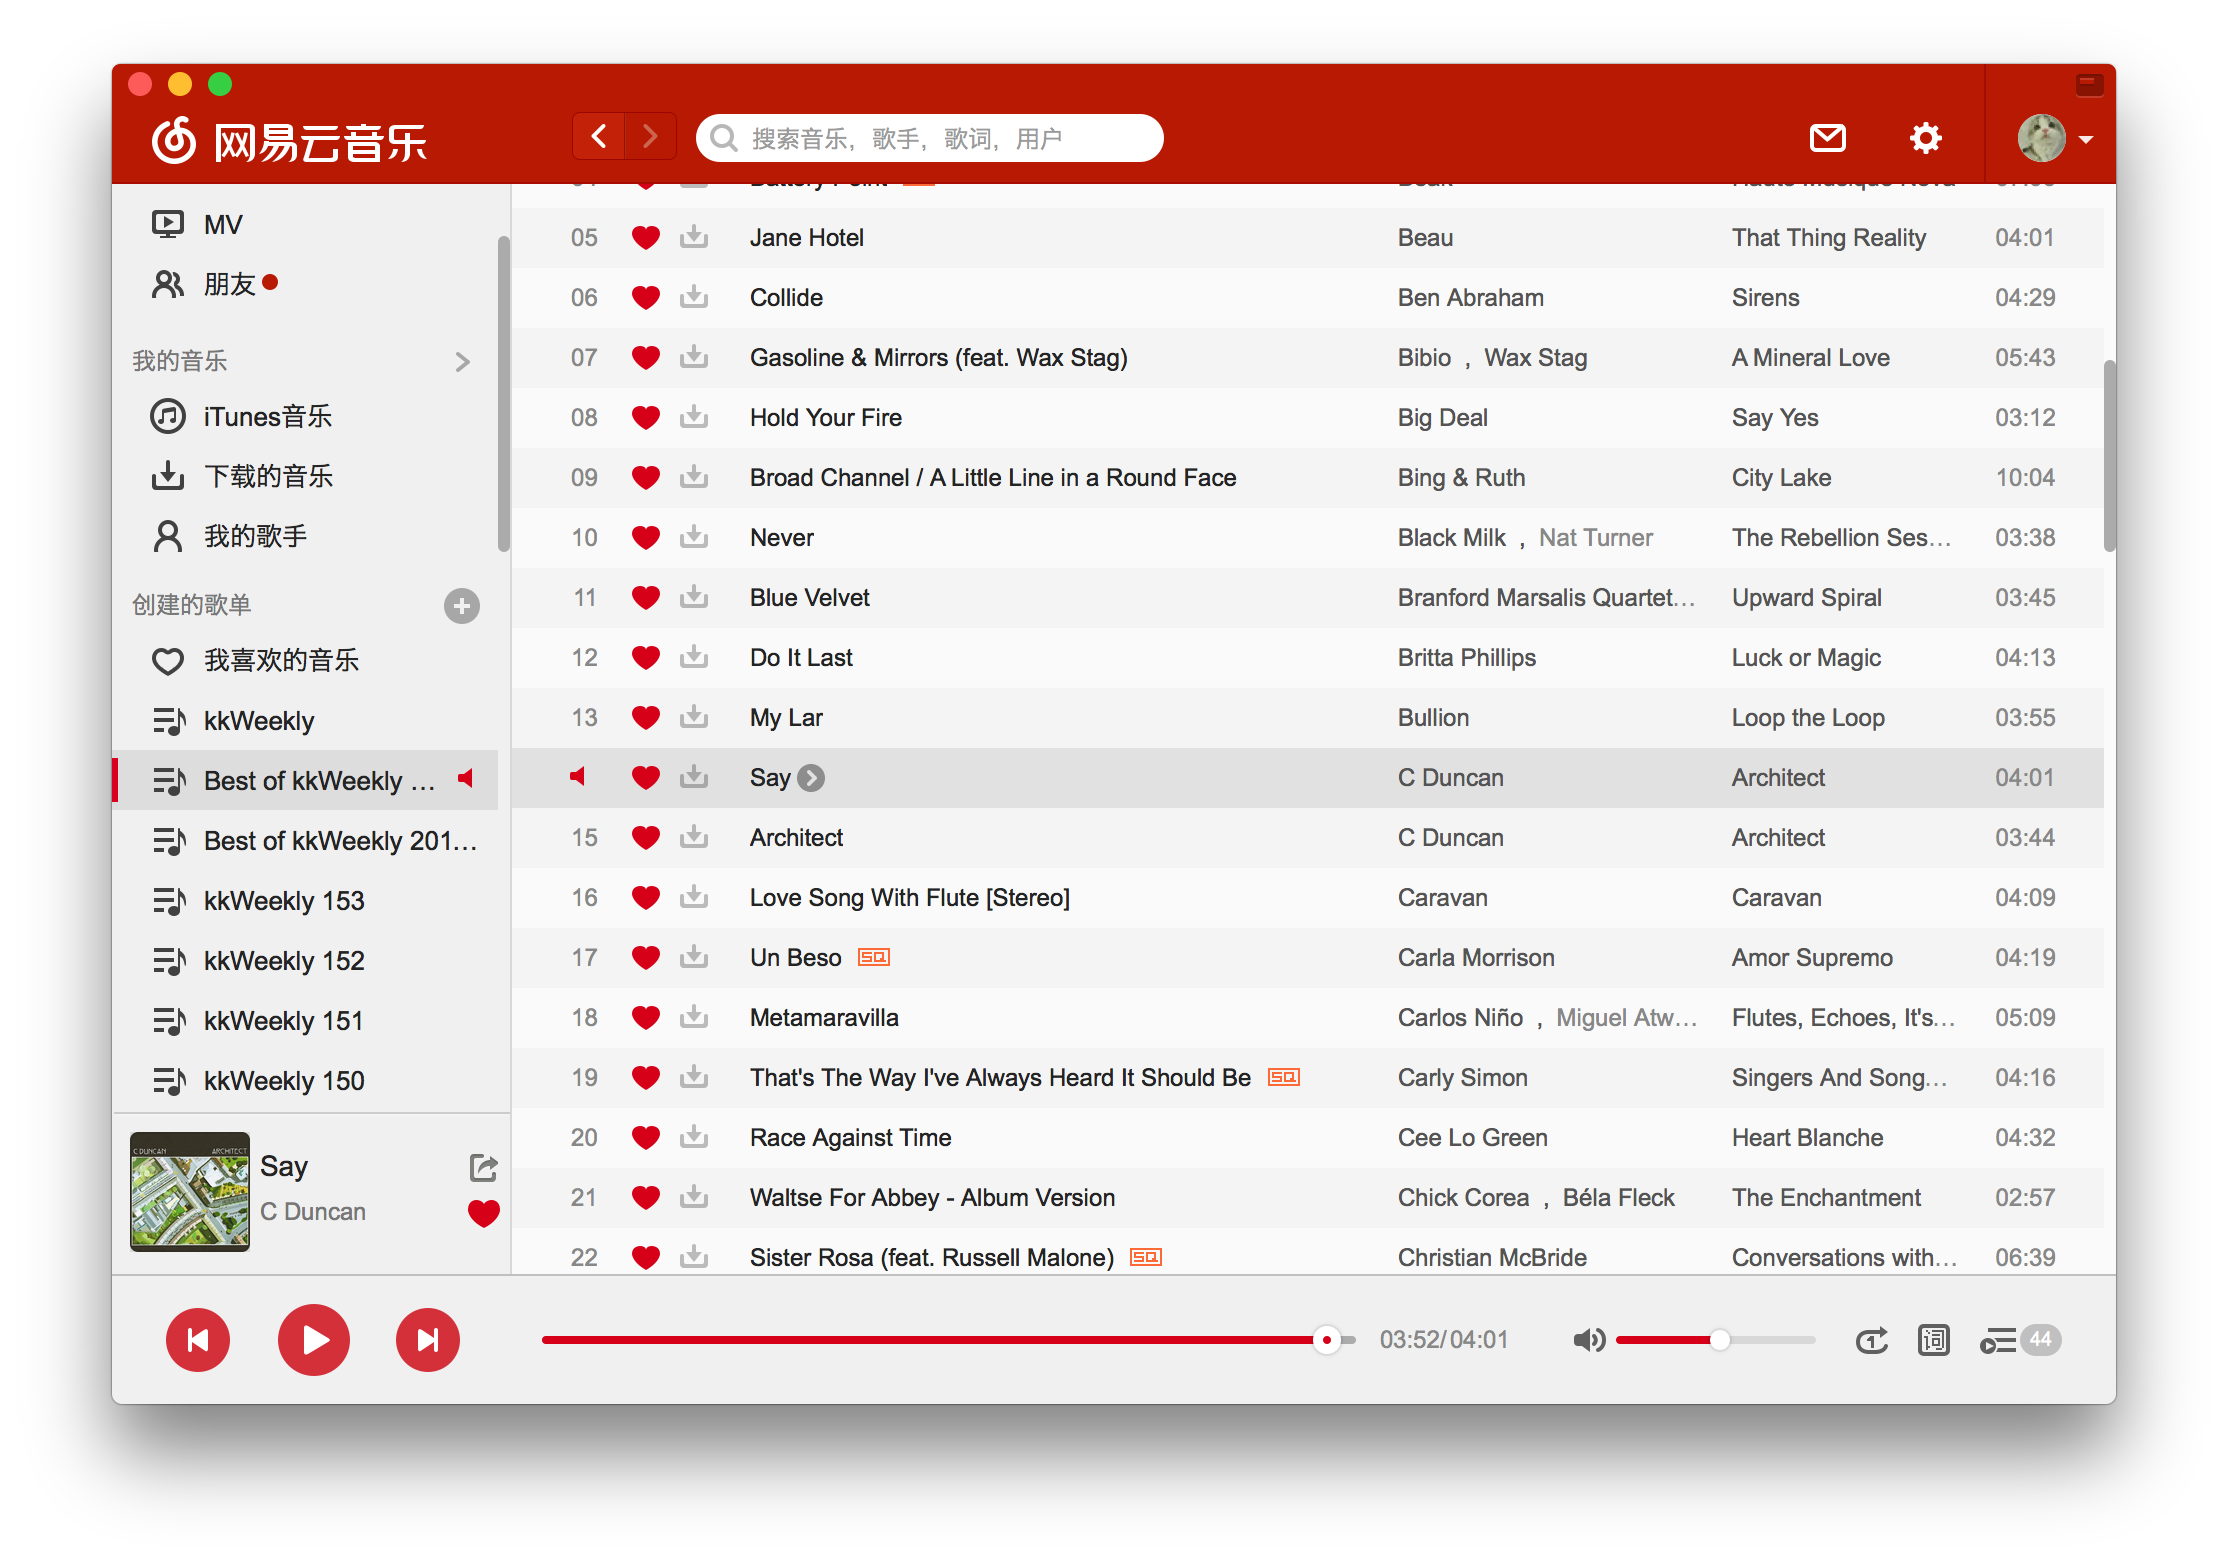 网易云音乐
搜索音乐, 歌手, 歌词, 用户
MV
朋友
我的音乐
iTunes音乐
下载的音乐
我的歌手
创建的歌单
我喜欢的音乐
kkWeekly
Best of kkWeekly ...
Best of kkWeekly 201...
kkWeekly 153
kkWeekly 152
kkWeekly 151
kkWeekly 150
C DUNCAN ARCHITECT
Say
C Duncan
05 Jane Hotel Beau That Thing Reality 04:01
06 Collide Ben Abraham Sirens 04:29
07 Gasoline & Mirrors (feat. Wax Stag) Bibio , Wax Stag A Mineral Love 05:43
08 Hold Your Fire Big Deal Say Yes 03:12
09 Broad Channel / A Little Line in a Round Face Bing & Ruth City Lake 10:04
10 Never Black Milk , Nat Turner The Rebellion Ses... 03:38
11 Blue Velvet Branford Marsalis Quartet... Upward Spiral 03:45
12 Do It Last Britta Phillips Luck or Magic 04:13
13 My Lar Bullion Loop the Loop 03:55
Say C Duncan Architect 04:01
15 Architect C Duncan Architect 03:44
16 Love Song With Flute [Stereo] Caravan Caravan 04:09
17 Un Beso SQ Carla Morrison Amor Supremo 04:19
18 Metamaravilla Carlos Niño , Miguel Atw... Flutes, Echoes, It's... 05:09
19 That's The Way I've Always Heard It Should Be SQ Carly Simon Singers And Song... 04:16
20 Race Against Time Cee Lo Green Heart Blanche 04:32
21 Waltse For Abbey - Album Version Chick Corea , Béla Fleck The Enchantment 02:57
22 Sister Rosa (feat. Russell Malone) SQ Christian McBride Conversations with... 06:39
03:52/04:01
1
词
44